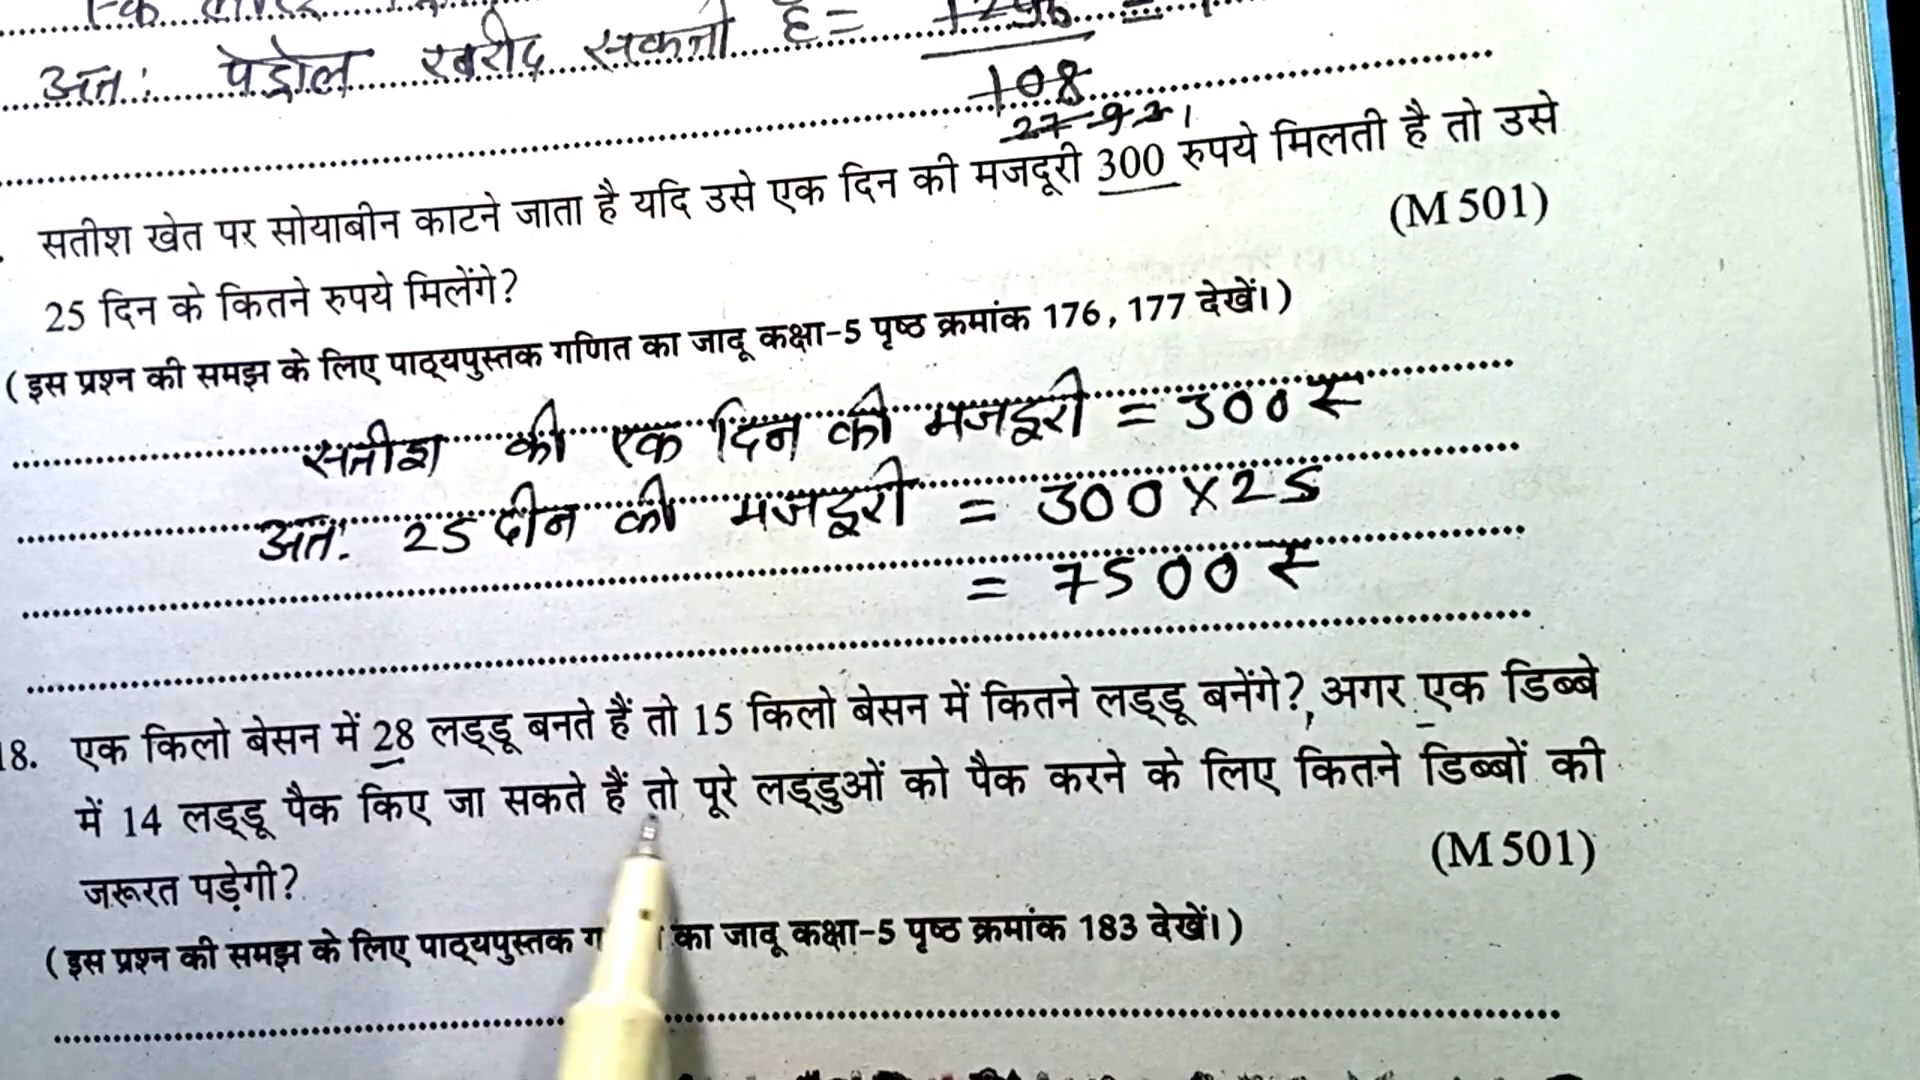 अतः पेट्रोल खरीद सकती है =
108
27 9
सतीश खेत पर सोयाबीन काटने जाता है यदि उसे एक दिन की मजदूरी 300 रुपये मिलती है तो उसे
25 दिन के कितने रुपये मिलेंगे?
(M 501)
(इस प्रश्न की समझ के लिए पाठ्यपुस्तक गणित का जादू कक्षा-5 पृष्ठ क्रमांक 176, 177 देखें।)
सतीश की एक दिन की मजदूरी = 300 ₹
अतः 25 दीन की मजदूरी = 300 X 25
= 7500 ₹
18. एक किलो बेसन में 28 लड्डू बनते हैं तो 15 किलो बेसन में कितने लड्डू बनेंगे?, अगर एक डिब्बे
में 14 लड्डू पैक किए जा सकते हैं तो पूरे लड्डुओं को पैक करने के लिए कितने डिब्बों की
जरूरत पड़ेगी?
(M 501)
(इस प्रश्न की समझ के लिए पाठ्यपुस्तक का जादू कक्षा-5 पृष्ठ क्रमांक 183 देखें।)